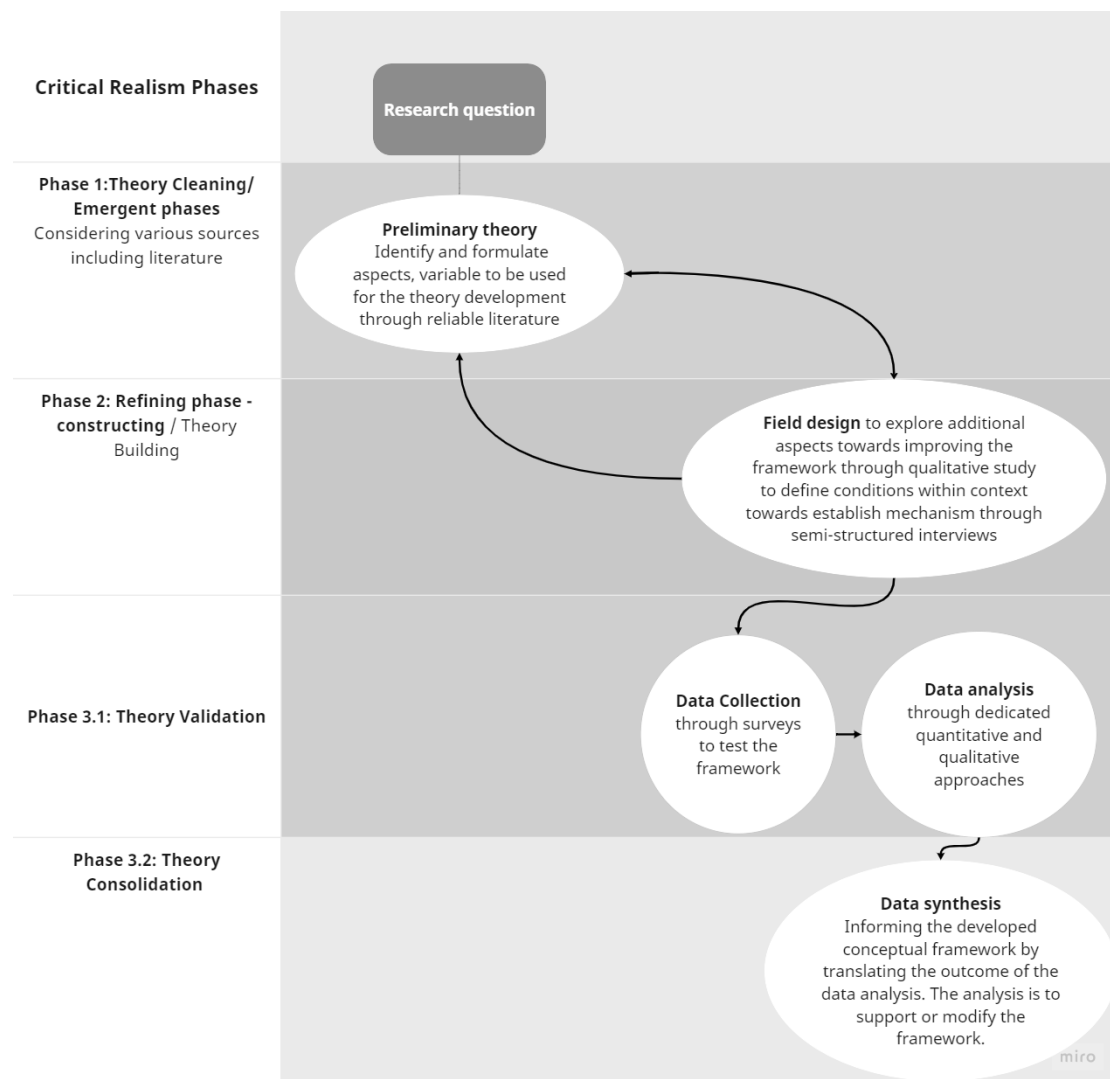 Critical Realism Phases
Research question
Phase 1:Theory Cleaning/
Emergent phases
Considering various sources
including literature
Preliminary theory
Identify and formulate
aspects, variable to be used
for the theory development
through reliable literature
Phase 2: Refining phase -
constructing / Theory
Building
Field design to explore additional
aspects towards improving the
framework through qualitative study
to define conditions within context
towards establish mechanism through
semi-structured interviews
Phase 3.1: Theory Validation
Data Collection
through surveys
to test the
framework
Data analysis
through dedicated
quantitative and
qualitative
approaches
Phase 3.2: Theory
Consolidation
Data synthesis
Informing the developed
conceptual framework by
translating the outcome of the
data analysis. The analysis is to
support or modify the
framework.
miro